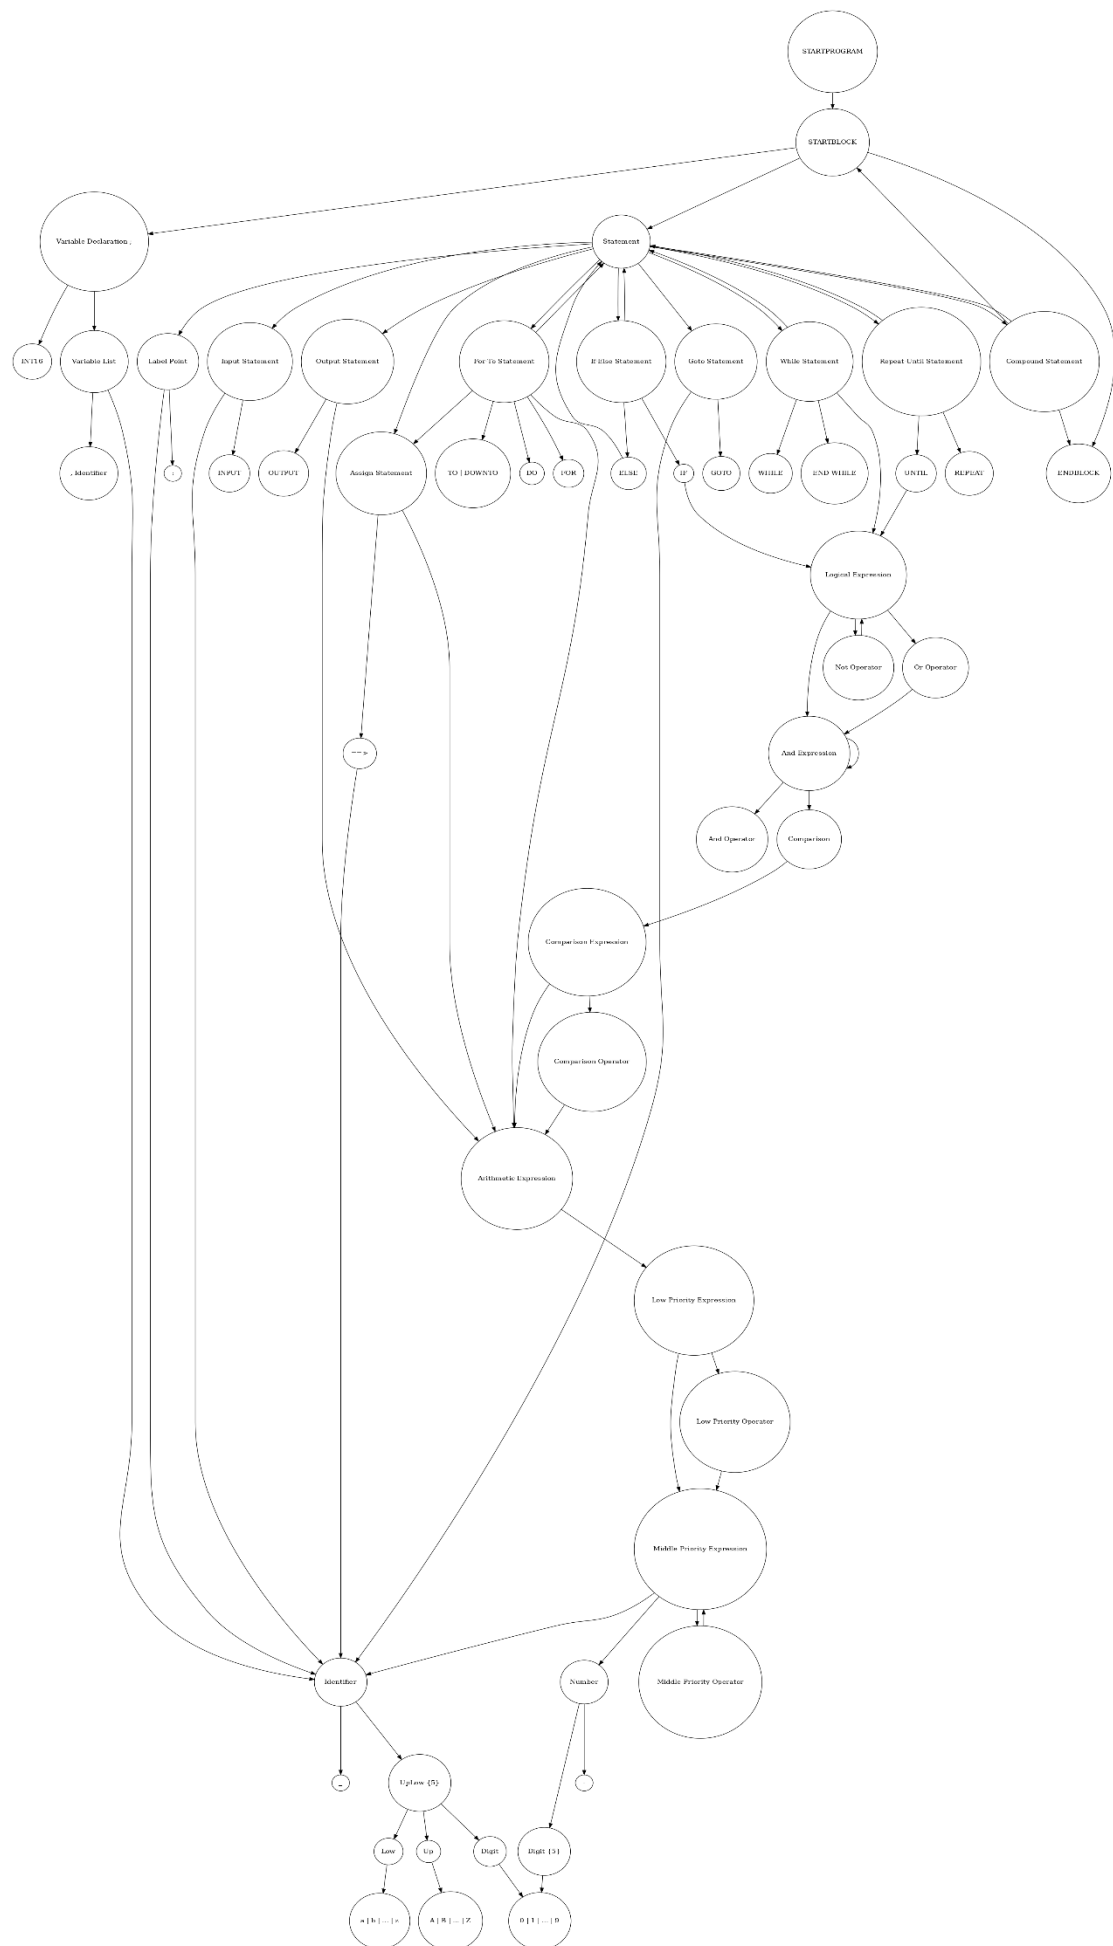 STARTPROGRAM
STARTBLOCK
Variable Declaration ,
Statement
INT16
Variable List
Label Point
Input Statement
Output Statement
For To Statement
If Else Statement
Goto Statement
While Statement
Repeat Until Statement
Compound Statement
, Identifier
INPUT
OUTPUT
Assign Statement
TO | DOWNTO
DO
FOR
ELSE
IF
GOTO
WHILE
END WHILE
UNTIL
REPEAT
ENDBLOCK
Logical Expression
Not Operator
Or Operator
And Expression
And Operator
Comparison
Comparison Expression
Comparison Operator
Arithmetic Expression
Low Priority Expression
Low Priority Operator
Middle Priority Expression
Identifier
Number
Middle Priority Operator
_
Low
Up
Digit
a | b | ... | z
A | B | ... | Z
0 | 1 | ... | 9